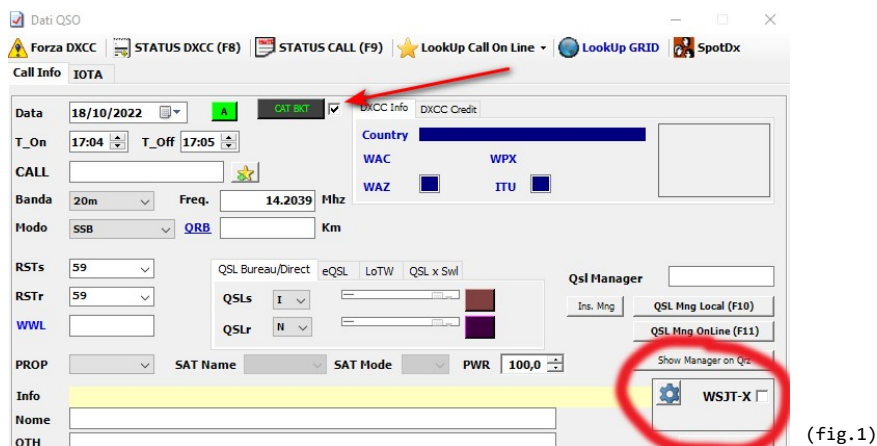 Dati QSO
Forza DXCC STATUS DXCC (F8) STATUS CALL (F9) LookUp Call On Line LookUp GRID SpotDx
Call Info IOTA
Data 18/10/2022 A CAT BKT DXCC Info DXCC Credit
T_On 17:04 T_Off 17:05 Country
WAC WPX
CALL
WAZ ITU
Banda 20m Freq. 14.2039 Mhz
Modo SSB QRB Km
RSTs 59 QSL Bureau/Direct eQSL LoTW QSL x Swl Qsl Manager
RSTr 59 QSLs I Ins. Mng QSL Mng Local (F10)
WWL QSLr N QSL Mng OnLine (F11)
PROP SAT Name SAT Mode PWR 100,0 Show Manager on Qrz
Info WSJT-X
Nome
QTH
(fig.1)